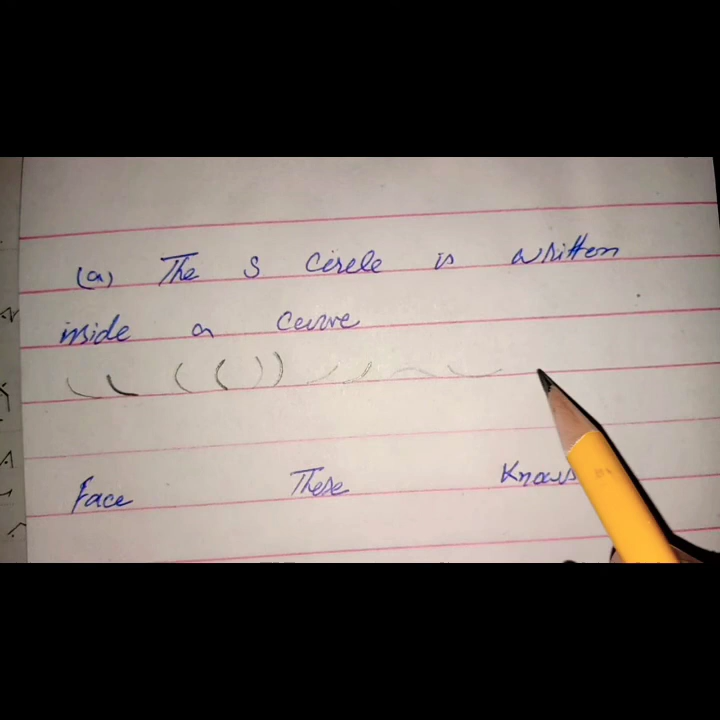 (a) The S Circle is written
inside a Curve
Face These Knows